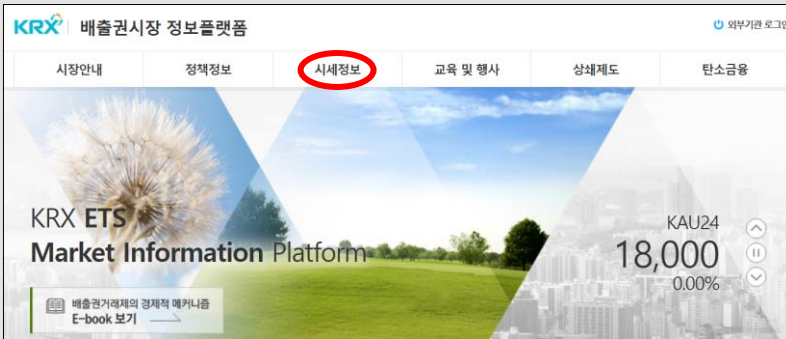 KRX 배출권시장 정보플랫폼
외부기관 로그인
시장안내 정책정보 시세정보 교육 및 행사 상쇄제도 탄소금융
KRX ETS
Market Information Platform
KAU24
18,000
0.00%
배출권거래제의 경제적 메커니즘
E-book 보기